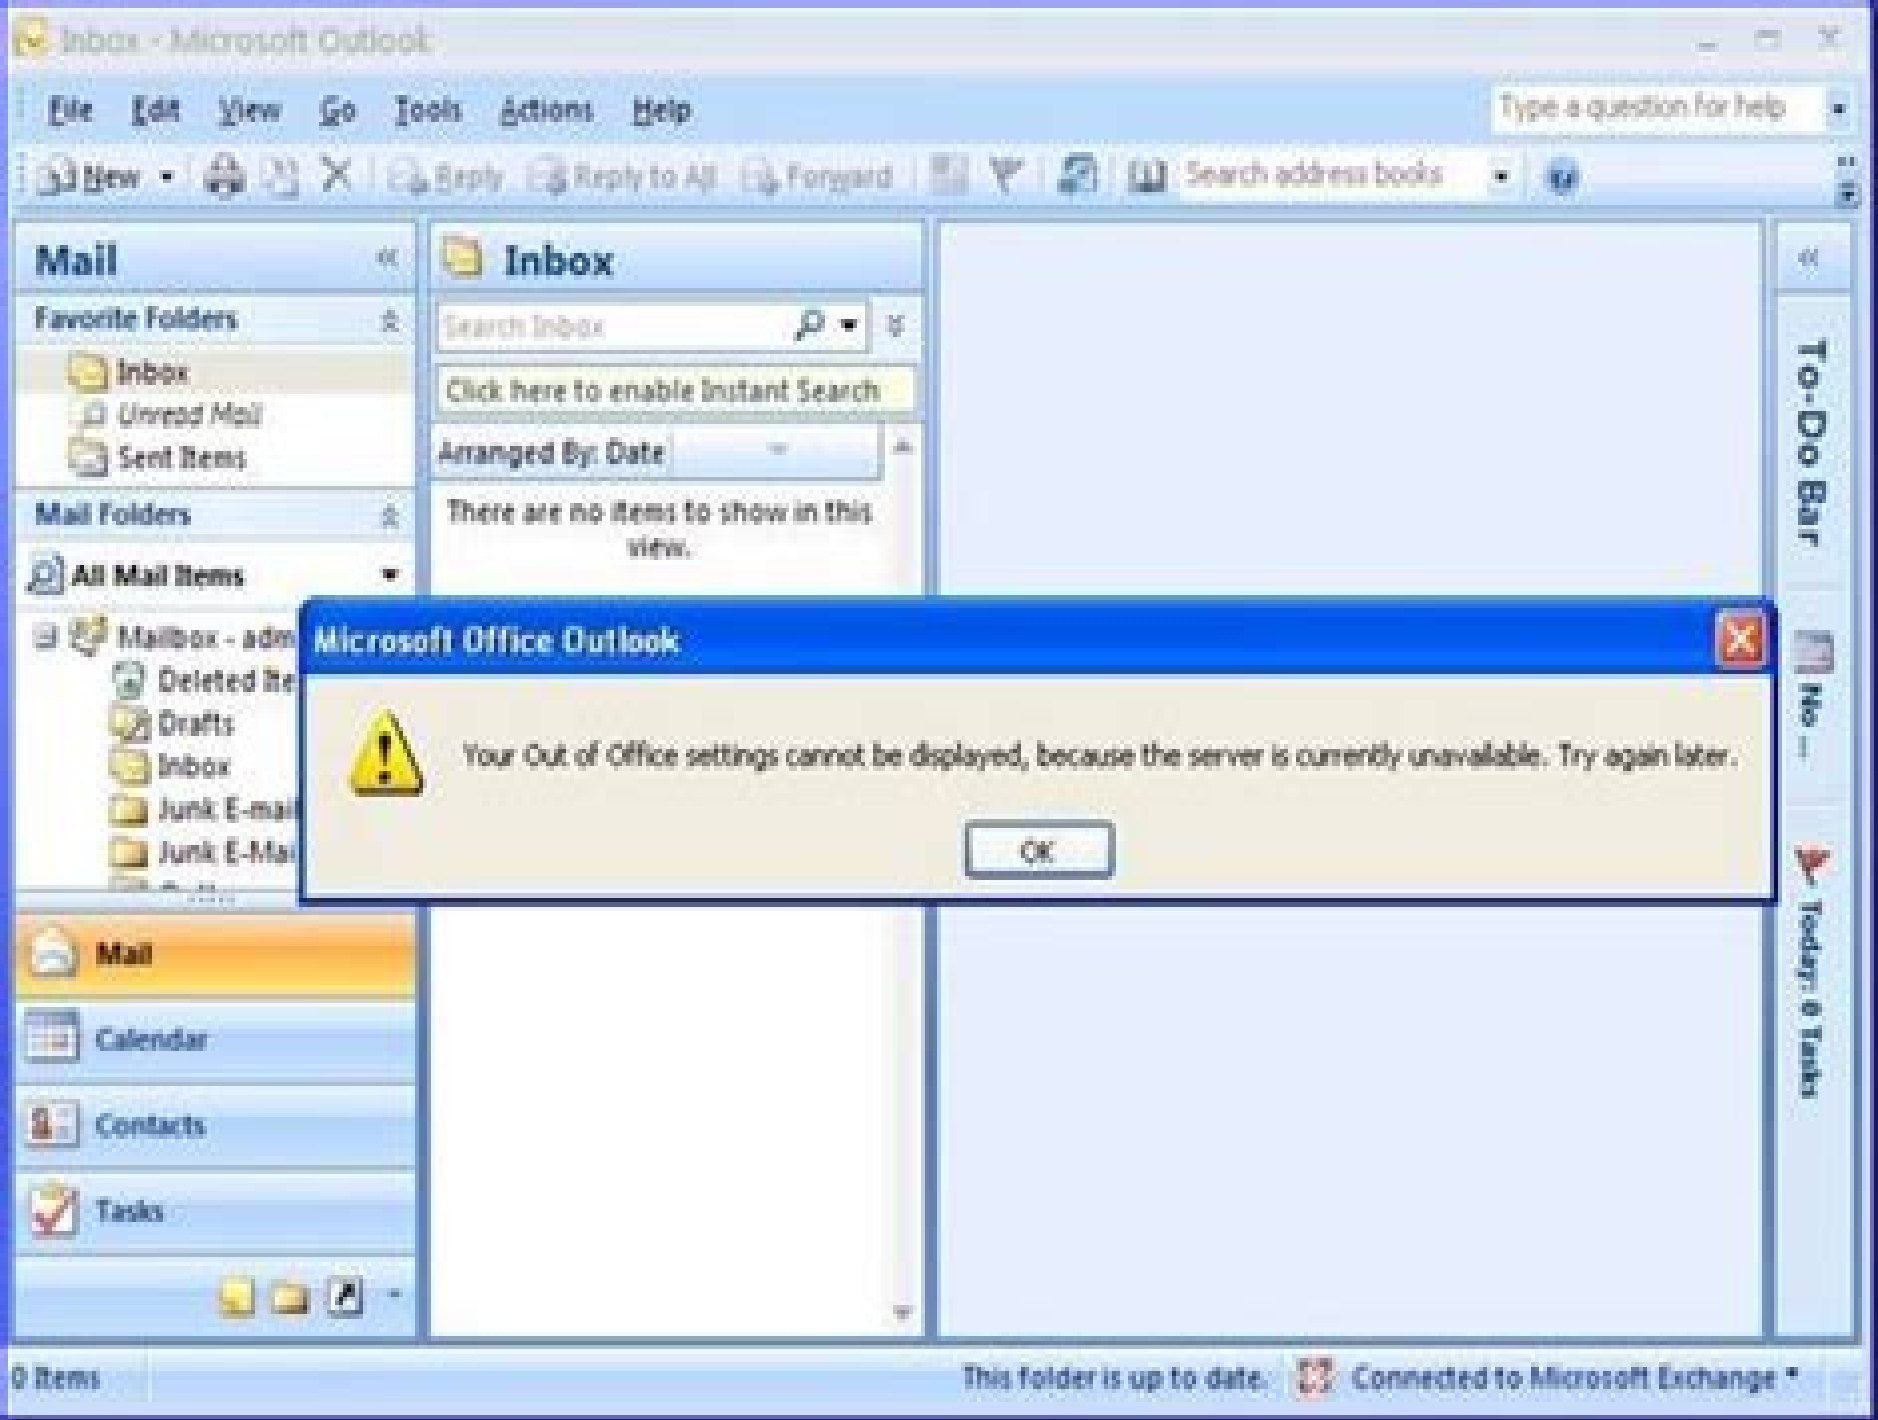 Inbox - Microsoft Outlook
File Edit View Go Tools Actions Help
Type a question for help
New Reply Reply to All Forward Search address books
Mail
Favorite Folders
Inbox
Unread Mail
Sent Items
Mail Folders
All Mail Items
Mailbox - adm
Deleted Ite
Drafts
Inbox
Junk E-mail
Junk E-Mai
Mail
Calendar
Contacts
Tasks
Inbox
Search Inbox
Click here to enable Instant Search
Arranged By: Date
There are no items to show in this
view.
Microsoft Office Outlook
Your Out of Office settings cannot be displayed, because the server is currently unavailable. Try again later.
OK
To-Do Bar
No ...
Today: 0 Tasks
0 Items
This folder is up to date. Connected to Microsoft Exchange